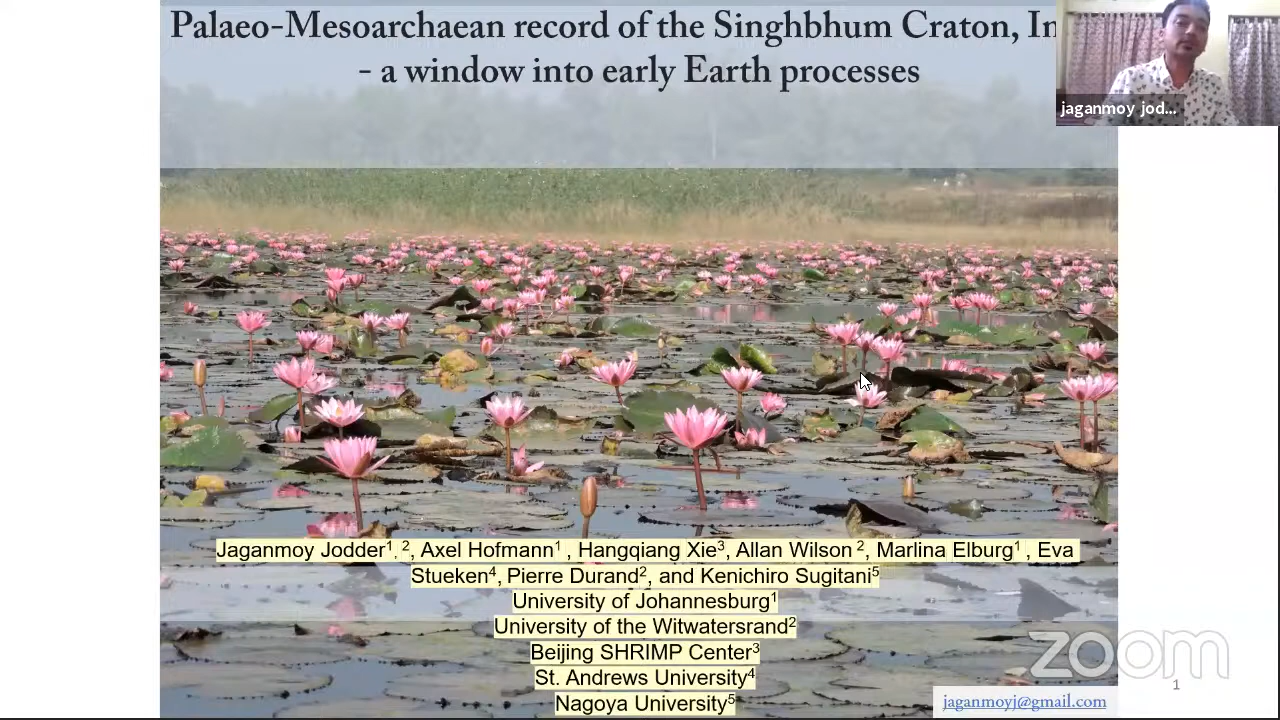 Palaeo-Mesoarchaean record of the Singhbhum Craton, In
- a window into early Earth processes
jaganmoy jod...
Jaganmoy Jodder¹, ², Axel Hofmann¹ , Hangqiang Xie³, Allan Wilson ², Marlina Elburg¹ , Eva
Stueken⁴, Pierre Durand², and Kenichiro Sugitani⁵
University of Johannesburg¹
University of the Witwatersrand²
Beijing SHRIMP Center³
St. Andrews University⁴
Nagoya University⁵
zoom
1
jaganmoyj@gmail.com